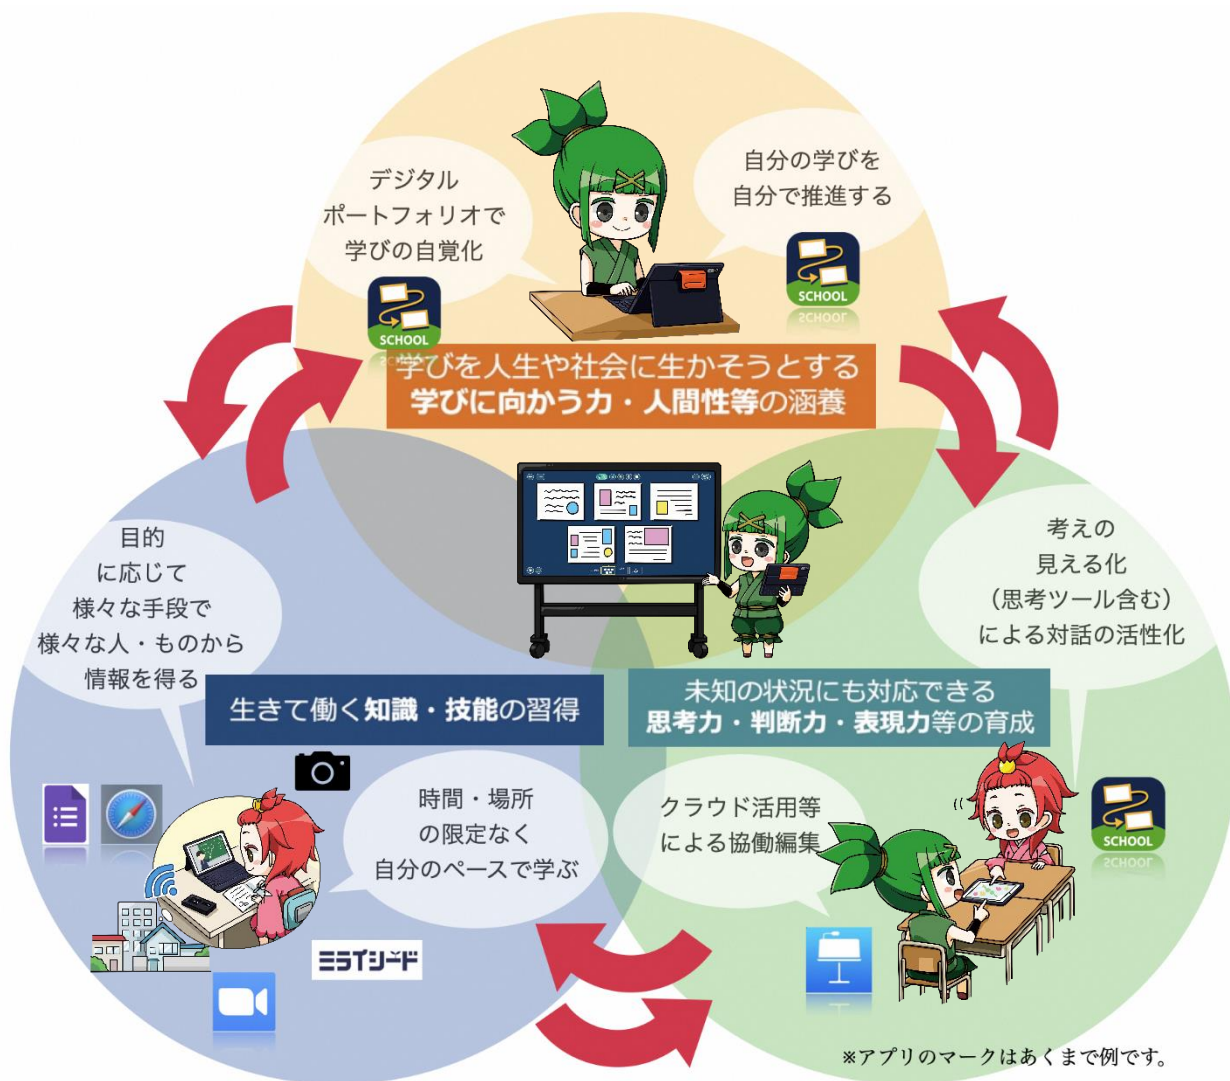 デジタル
ポートフォリオで
学びの自覚化
自分の学びを
自分で推進する
SCHOOL
SCHOOL
学びを人生や社会に生かそうとする
学びに向かう力・人間性等の涵養
目的
に応じて
様々な手段で
様々な人・ものから
情報を得る
考えの
見える化
(思考ツール含む)
による対話の活性化
生きて働く知識・技能の習得
未知の状況にも対応できる
思考力・判断力・表現力等の育成
時間・場所
の限定なく
自分のペースで学ぶ
クラウド活用等
による協働編集
SCHOOL
ミライシード
※アプリのマークはあくまで例です。